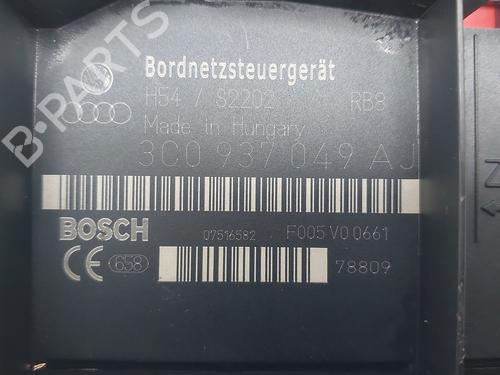 Bordnetzsteuergerät
H54 / S2202 RB8
Made in Hungary
3C0 937 049 AJ
BOSCH 07516582 F005 V0 0661
CE 658 78809
B-PARTS
N